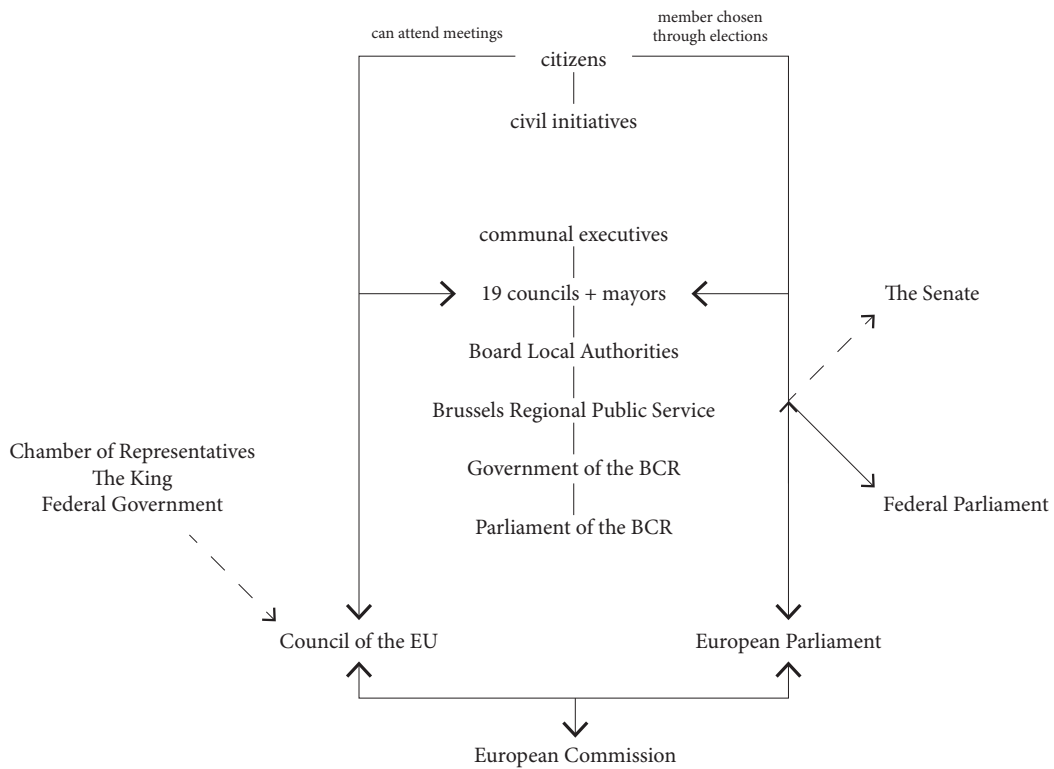 can attend meetings
member chosen
through elections
citizens
civil initiatives
communal executives
19 councils + mayors
The Senate
Board Local Authorities
Brussels Regional Public Service
Chamber of Representatives
The King
Federal Government
Government of the BCR
Federal Parliament
Parliament of the BCR
Council of the EU
European Parliament
European Commission